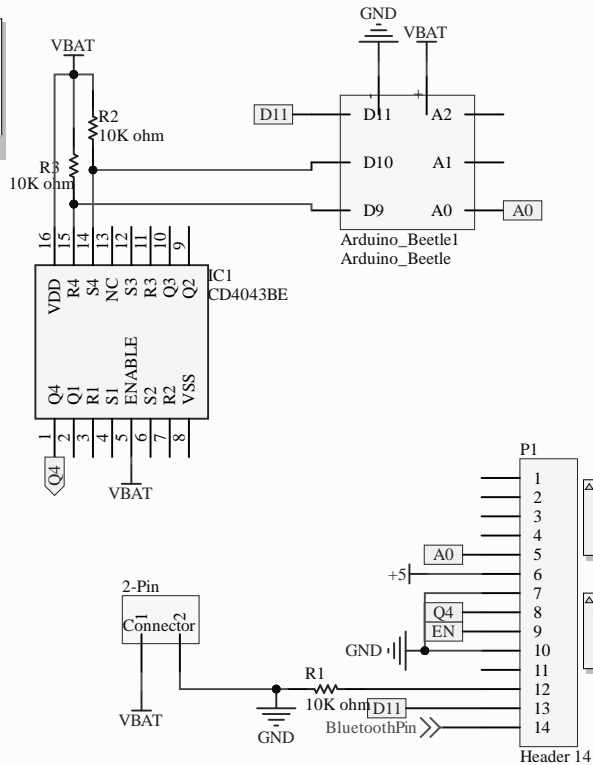 GND
VBAT
VBAT
R2
10K ohm
R3
10K ohm
D11
+
D11
A2
D10
A1
D9
A0
A0
Arduino_Beetle1
Arduino_Beetle
16
15
14
13
12
11
10
9
VDD
R4
S4
NC
S3
R3
Q3
Q2
IC1
CD4043BE
Q4
Q1
R1
S1
ENABLE
S2
R2
VSS
1
2
3
4
5
6
7
8
Q4
VBAT
P1
1
2
3
4
A0
5
+5
6
7
Q4
8
EN
9
GND
10
11
12
D11
13
BluetoothPin
14
Header 14
2-Pin
1
2
Connector
VBAT
GND
R1
10K ohm